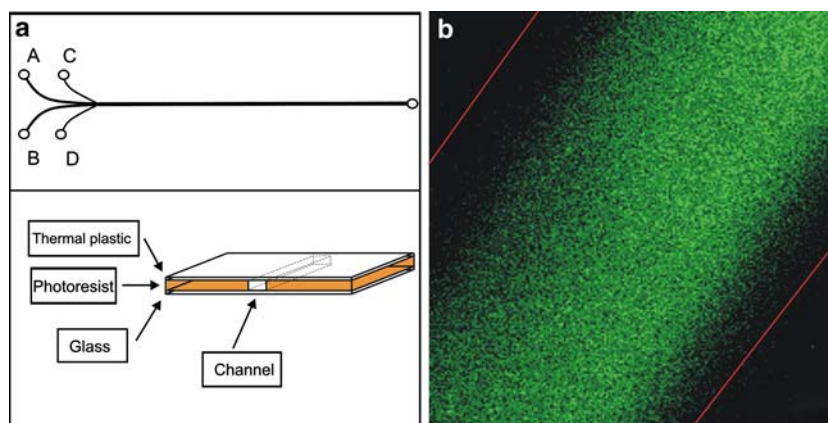 a
A C
B D
Thermal plastic
Photoresist
Glass
Channel
b